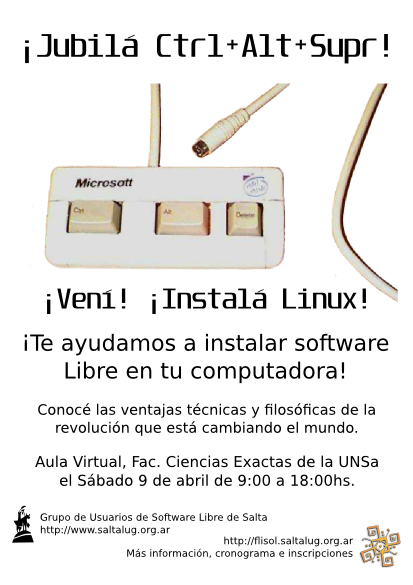 ¡Jubilá Ctrl+Alt+Supr!
Microsott
Ctrl
Alt
Delete
¡Vení! ¡Instalá Linux!
¡Te ayudamos a instalar software
Libre en tu computadora!
Conocé las ventajas técnicas y filosóficas de la
revolución que está cambiando el mundo.
Aula Virtual, Fac. Ciencias Exactas de la UNSa
el Sábado 9 de abril de 9:00 a 18:00hs.
Grupo de Usuarios de Software Libre de Salta
http://www.saltalug.org.ar
http://flisol.saltalug.org.ar
Más información, cronograma e inscripciones